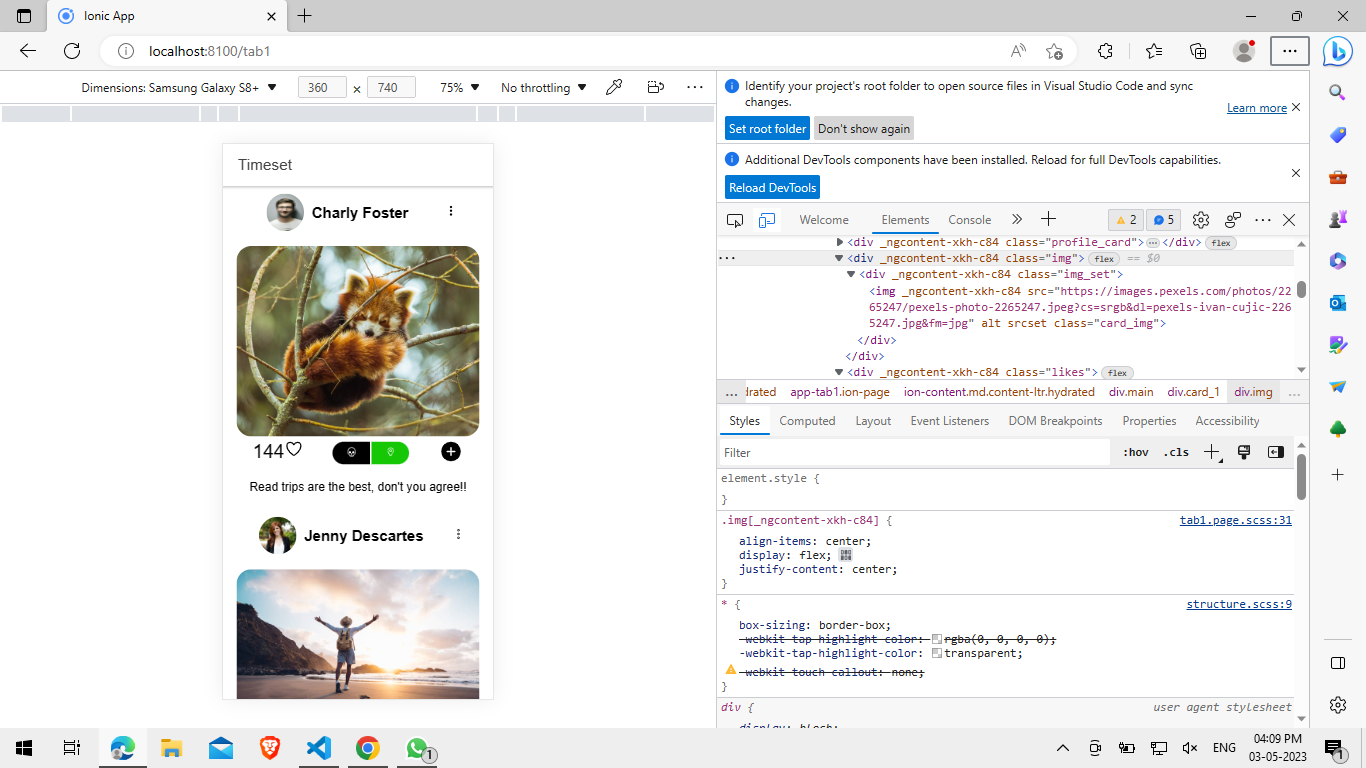 Ionic App
localhost:8100/tab1
Dimensions: Samsung Galaxy S8+ 360 × 740 75% No throttling
Timeset
Charly Foster
144
Read trips are the best, don't you agree!!
Jenny Descartes
Identify your project's root folder to open source files in Visual Studio Code and sync
changes.
Learn more
Set root folder Don't show again
Additional DevTools components have been installed. Reload for full DevTools capabilities.
Reload DevTools
Welcome Elements Console 2 5
<div _ngcontent-xkh-c84 class="profile_card"> ⋯ </div> flex
<div _ngcontent-xkh-c84 class="img"> flex == $0
<div _ngcontent-xkh-c84 class="img_set">
<img _ngcontent-xkh-c84 src="https://images.pexels.com/photos/22
65247/pexels-photo-2265247.jpeg?cs=srgb&dl=pexels-ivan-cujic-226
5247.jpg&fm=jpg" alt srcset class="card_img">
</div>
</div>
<div _ngcontent-xkh-c84 class="likes"> flex
... drated app-tab1.ion-page ion-content.md.content-ltr.hydrated div.main div.card_1 div.img ...
Styles Computed Layout Event Listeners DOM Breakpoints Properties Accessibility
Filter :hov .cls
element.style {
}
.img[_ngcontent-xkh-c84] { tab1.page.scss:31
align-items: center;
display: flex;
justify-content: center;
}
* { structure.scss:9
box-sizing: border-box;
-webkit-tap-highlight-color: rgba(0, 0, 0, 0);
-webkit-tap-highlight-color: transparent;
-webkit-touch-callout: none;
}
div { user agent stylesheet
display: block;
1 ENG 04:09 PM
03-05-2023 1